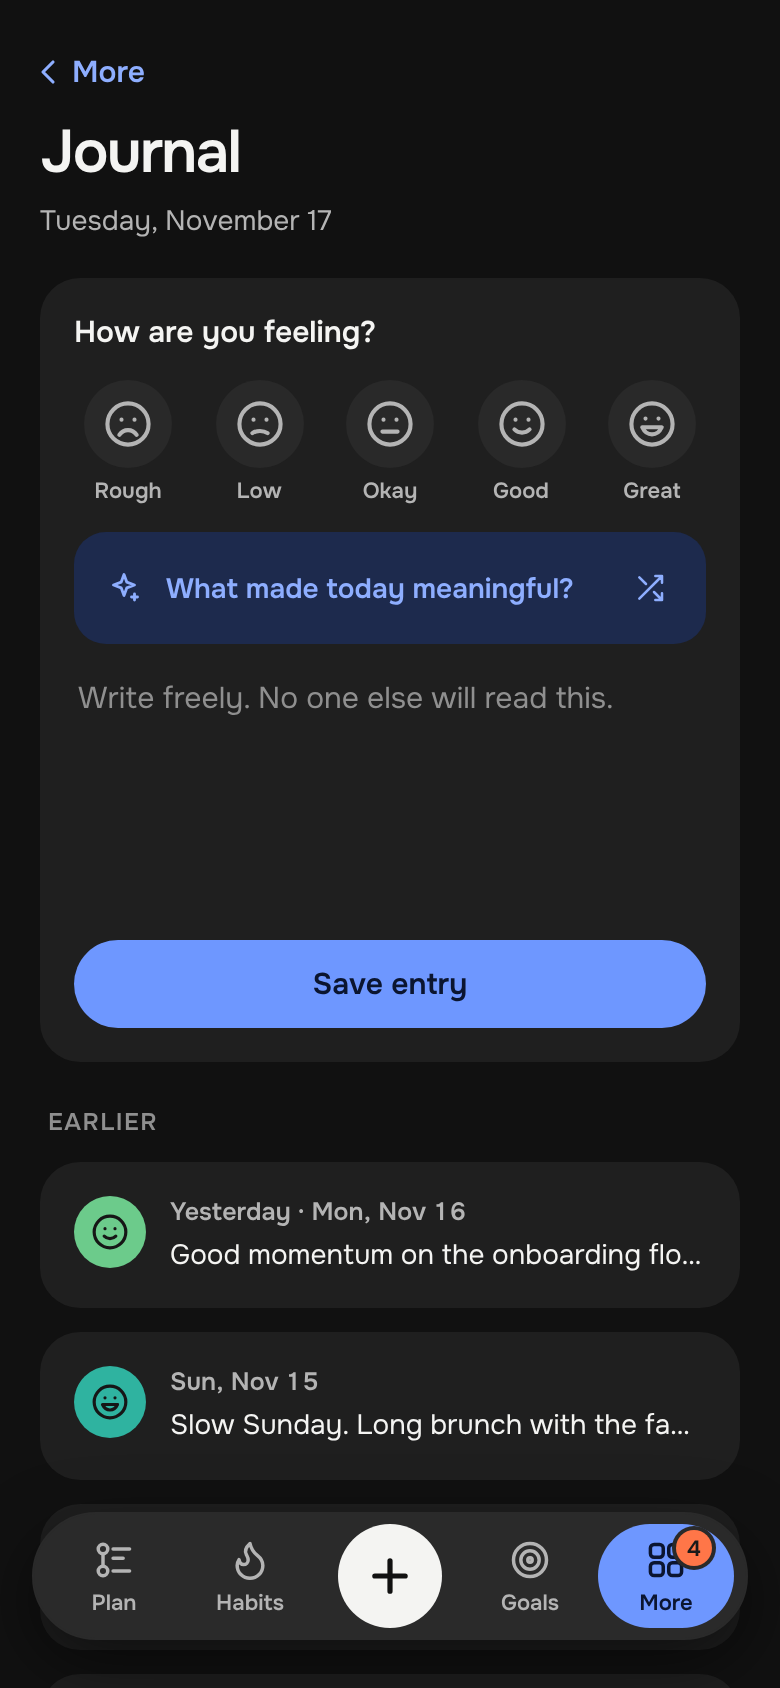 More
Journal
Tuesday, November 17
How are you feeling?
Rough Low Okay Good Great
What made today meaningful?
Write freely. No one else will read this.
Save entry
EARLIER
Yesterday · Mon, Nov 16
Good momentum on the onboarding flo...
Sun, Nov 15
Slow Sunday. Long brunch with the fa...
4
Plan Habits Goals More